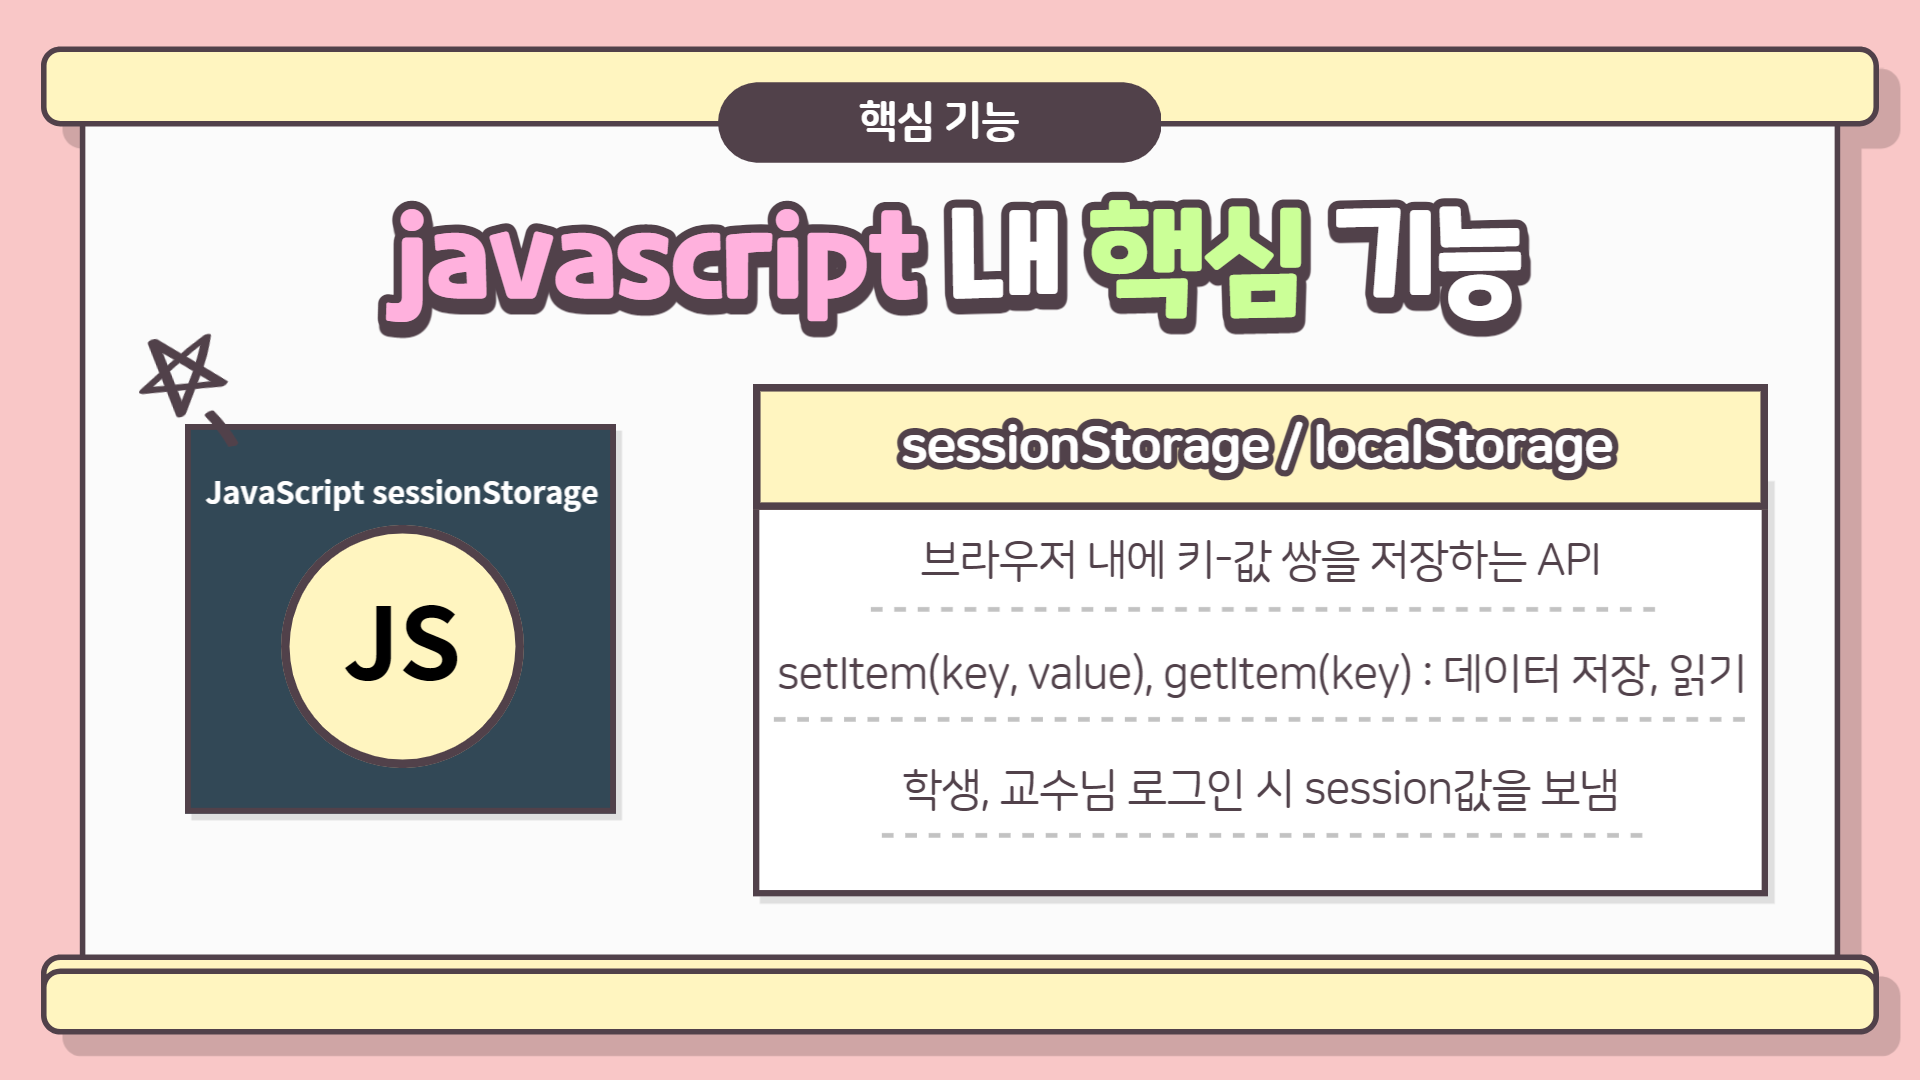 핵심 기능
javascript 내 핵심 기능
JavaScript sessionStorage
JS
sessionStorage / localStorage
브라우저 내에 키-값 쌍을 저장하는 API
setItem(key, value), getItem(key) : 데이터 저장, 읽기
학생, 교수님 로그인 시 session값을 보냄